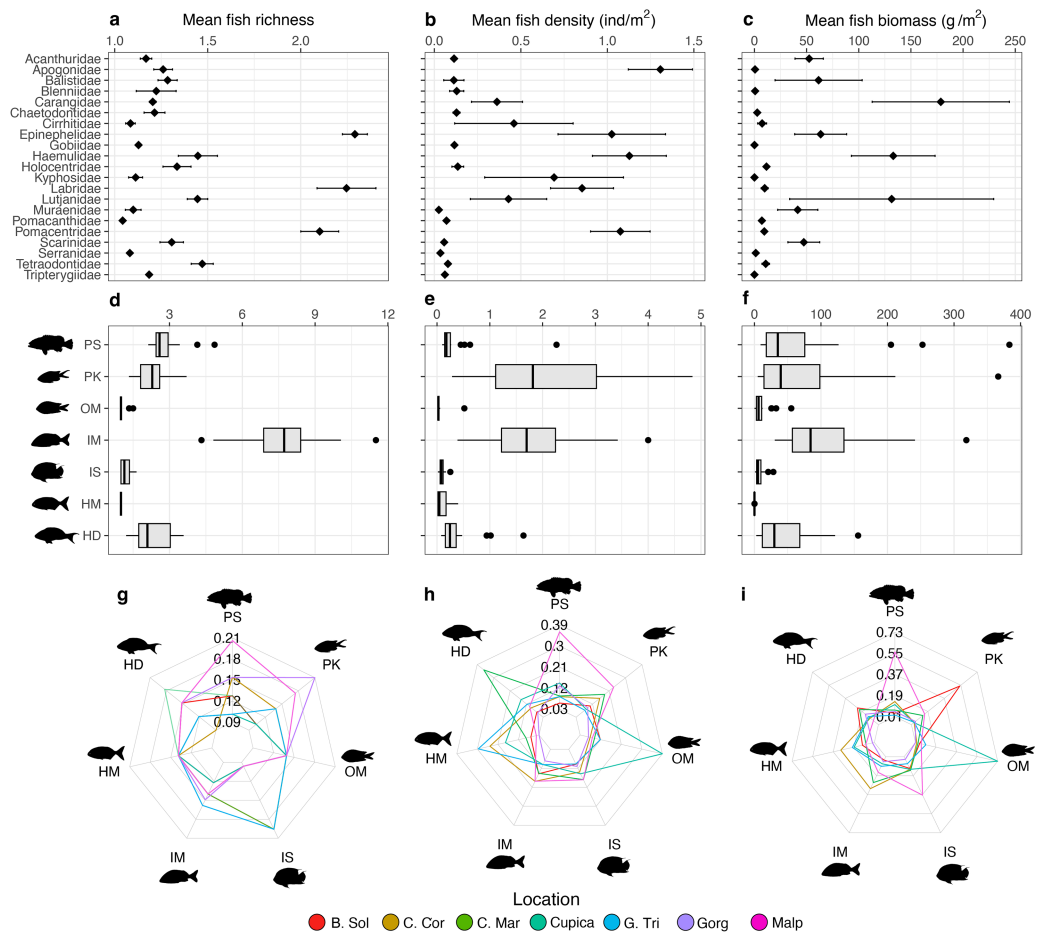 a Mean fish richness
b Mean fish density (ind/m²)
c Mean fish biomass (g/m²)
1.0 1.5 2.0
0.0 0.5 1.0 1.5
0 50 100 150 200 250
Acanthuridae
Apogonidae
Balistidae
Blenniidae
Carangidae
Chaetodontidae
Cirrhitidae
Epinephelidae
Gobiidae
Haemulidae
Holocentridae
Kyphosidae
Labridae
Lutjanidae
Muraenidae
Pomacanthidae
Pomacentridae
Scarinidae
Serranidae
Tetraodontidae
Tripterygiidae
d e f
3 6 9 12
0 1 2 3 4 5
0 100 200 300 400
PS
PK
OM
IM
IS
HM
HD
g
PS
PK
OM
IS
IM
HM
HD
0.21
0.18
0.15
0.12
0.09
h
PS
PK
OM
IS
IM
HM
HD
0.39
0.3
0.21
0.12
0.03
i
PS
PK
OM
IS
IM
HM
HD
0.73
0.55
0.37
0.19
0.01
Location
B. Sol C. Cor C. Mar Cupica G. Tri Gorg Malp